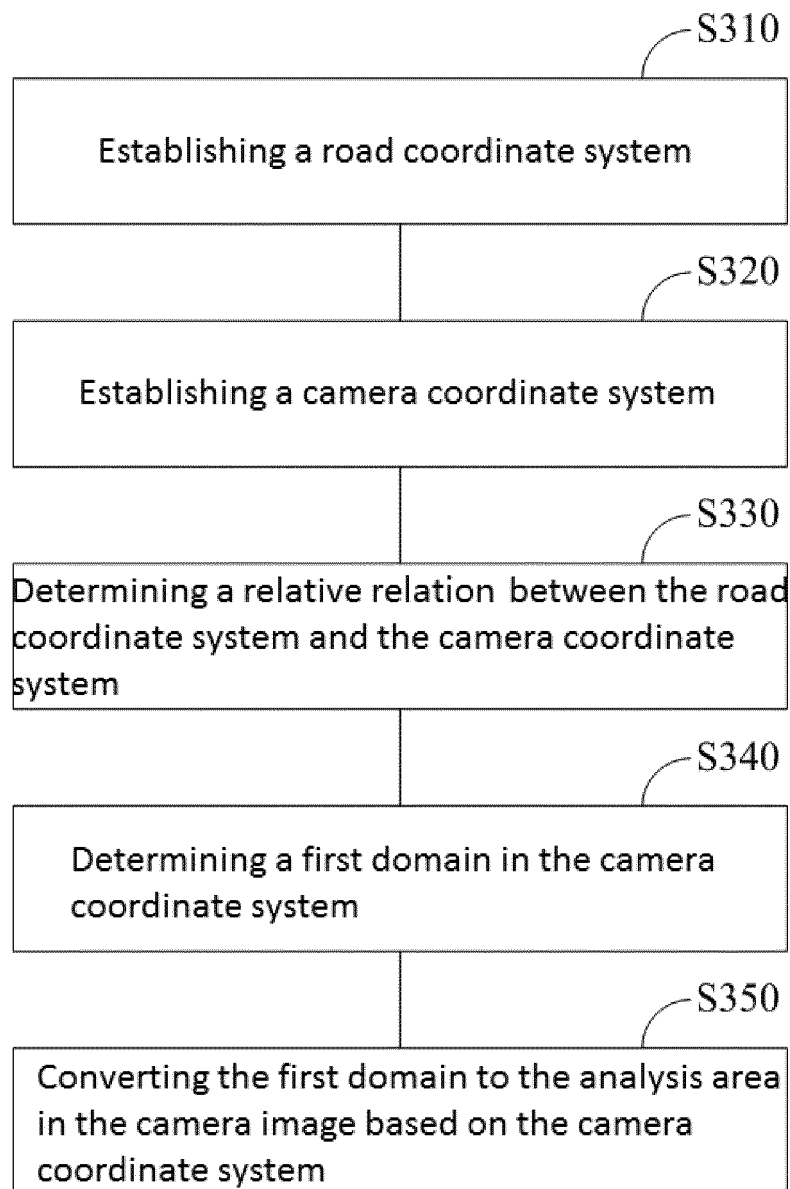 S310
Establishing a road coordinate system
S320
Establishing a camera coordinate system
S330
Determining a relative relation between the road
coordinate system and the camera coordinate
system
S340
Determining a first domain in the camera
coordinate system
S350
Converting the first domain to the analysis area
in the camera image based on the camera
coordinate system